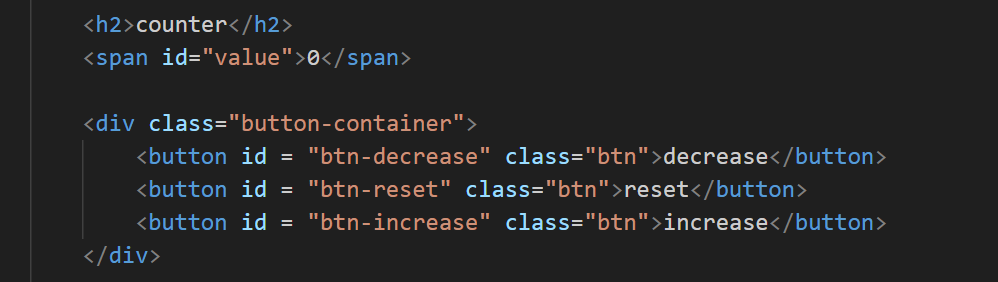 <h2>counter</h2>
<span id="value">0</span>
<div class="button-container">
<button id = "btn-decrease" class="btn">decrease</button>
<button id = "btn-reset" class="btn">reset</button>
<button id = "btn-increase" class="btn">increase</button>
</div>